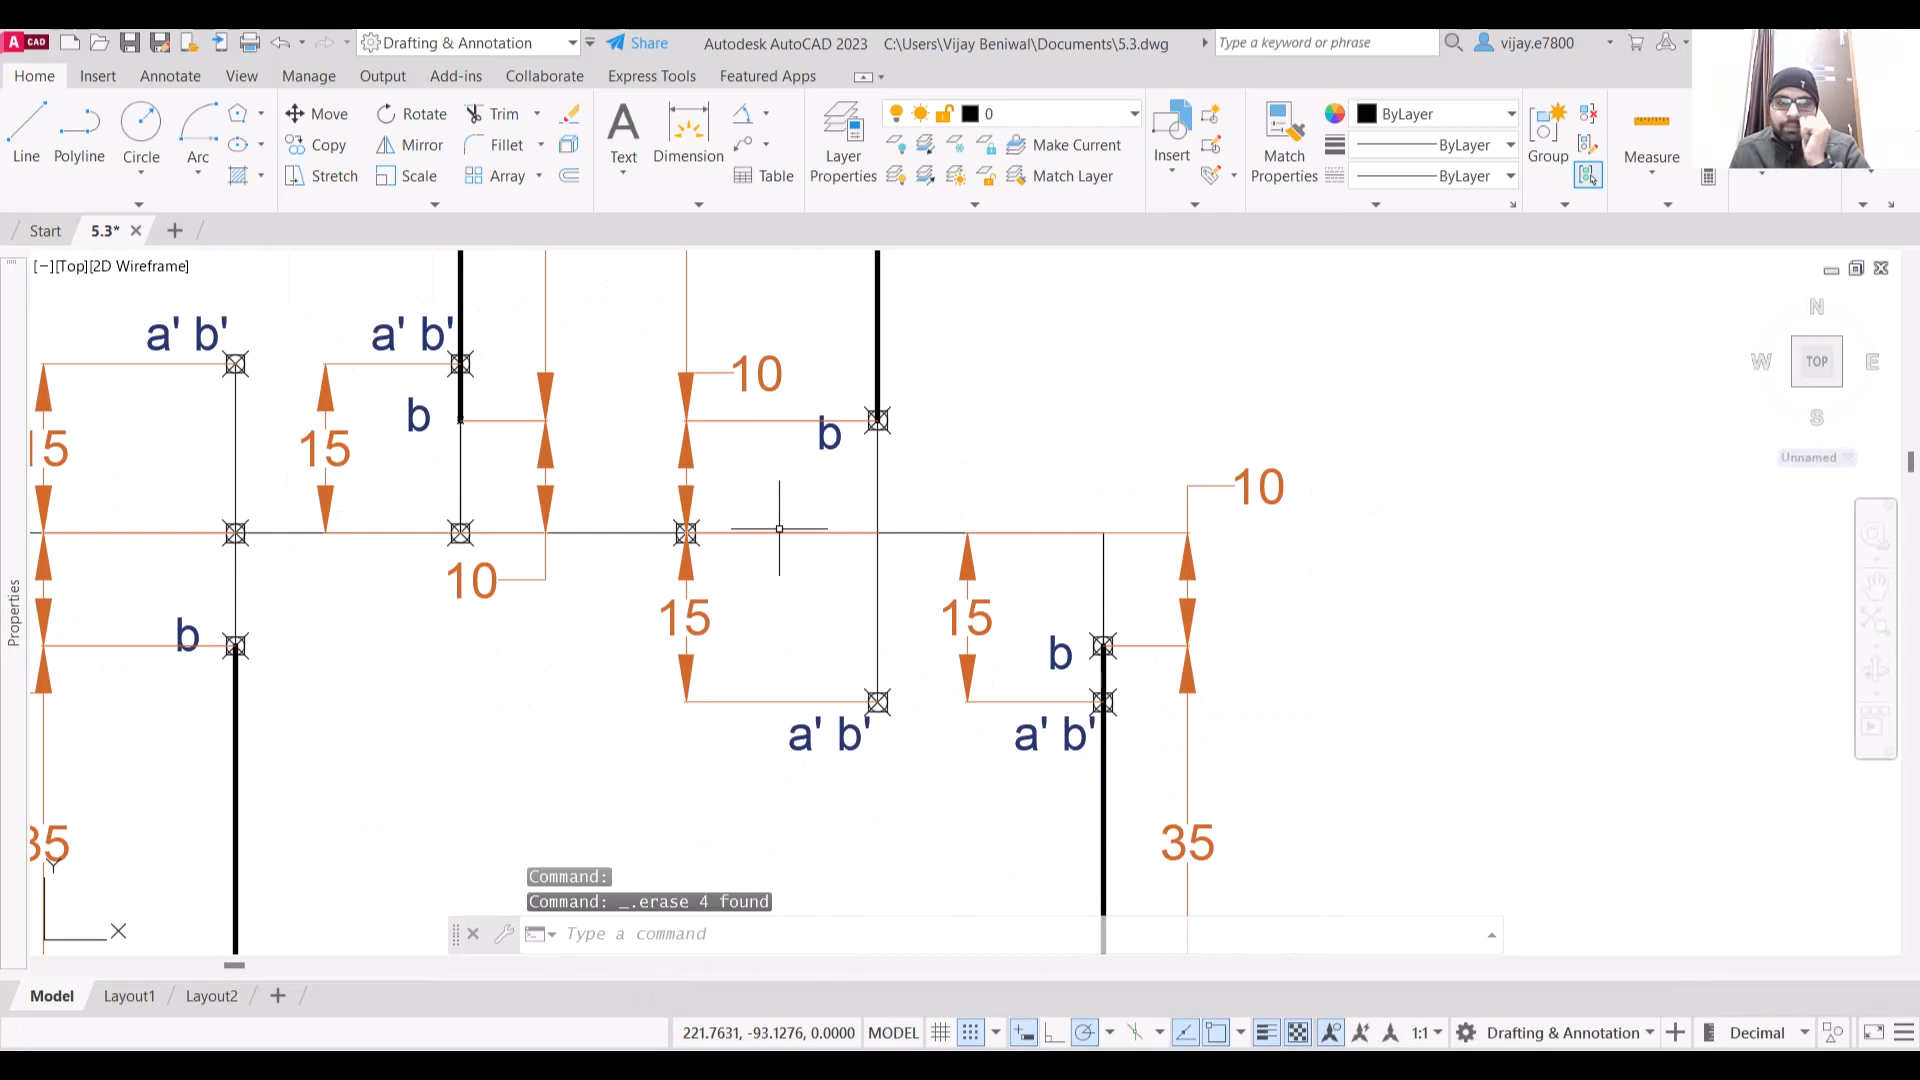 A CAD
Drafting & Annotation
Share
Autodesk AutoCAD 2023 C:\Users\Vijay Beniwal\Documents\5.3.dwg
Type a keyword or phrase
vijay.e7800
Home Insert Annotate View Manage Output Add-ins Collaborate Express Tools Featured Apps
Line Polyline Circle Arc
Move Rotate Trim
Copy Mirror Fillet
Stretch Scale Array
Text Dimension Table
Layer Properties
0
Make Current
Match Layer
Insert
Match Properties
ByLayer
ByLayer
ByLayer
Group
Measure
Start 5.3*
[−][Top][2D Wireframe]
N
W TOP E
S
Unnamed
a' b' a' b'
10
b b
15 15
10
10
15 15
b b
a' b' a' b'
35 35
Y
X
Properties
Command:
Command: _.erase 4 found
Type a command
Model Layout1 Layout2
221.7631, -93.1276, 0.0000 MODEL 1:1 Drafting & Annotation Decimal